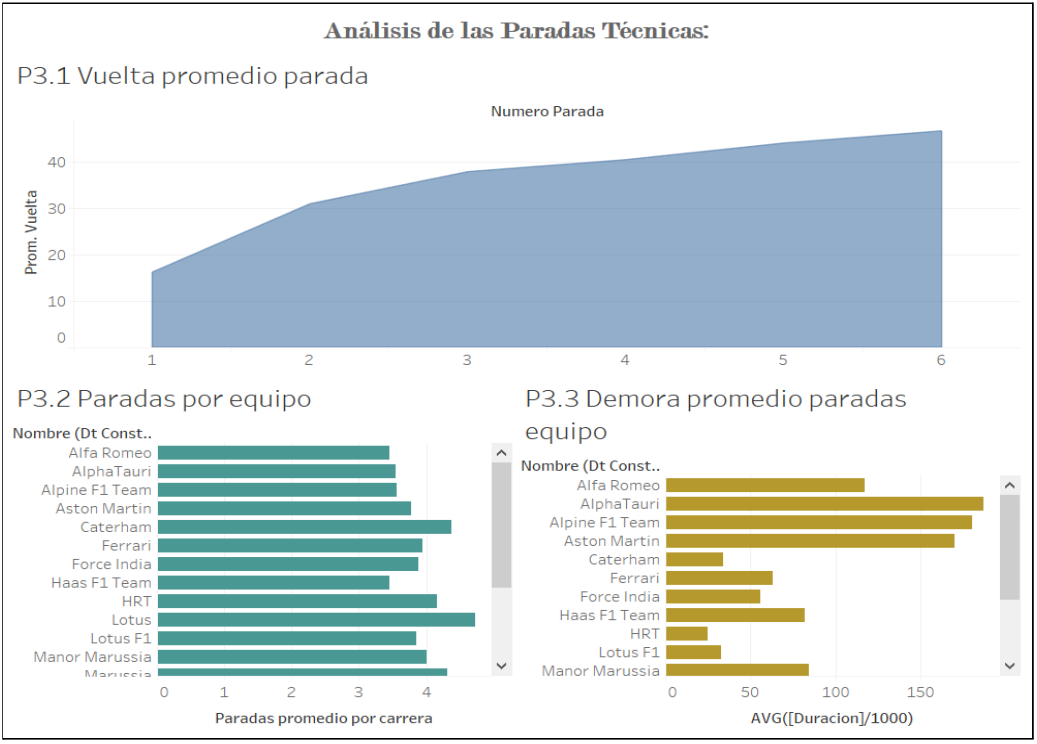 Análisis de las Paradas Técnicas:
P3.1 Vuelta promedio parada
Numero Parada
Prom. Vuelta
40
30
20
10
0
1 2 3 4 5 6
P3.2 Paradas por equipo
Nombre (Dt Const..
Alfa Romeo
AlphaTauri
Alpine F1 Team
Aston Martin
Caterham
Ferrari
Force India
Haas F1 Team
HRT
Lotus
Lotus F1
Manor Marussia
Marussia
0 1 2 3 4
Paradas promedio por carrera
P3.3 Demora promedio paradas
equipo
Nombre (Dt Const..
Alfa Romeo
AlphaTauri
Alpine F1 Team
Aston Martin
Caterham
Ferrari
Force India
Haas F1 Team
HRT
Lotus F1
Manor Marussia
0 50 100 150
AVG([Duracion]/1000)